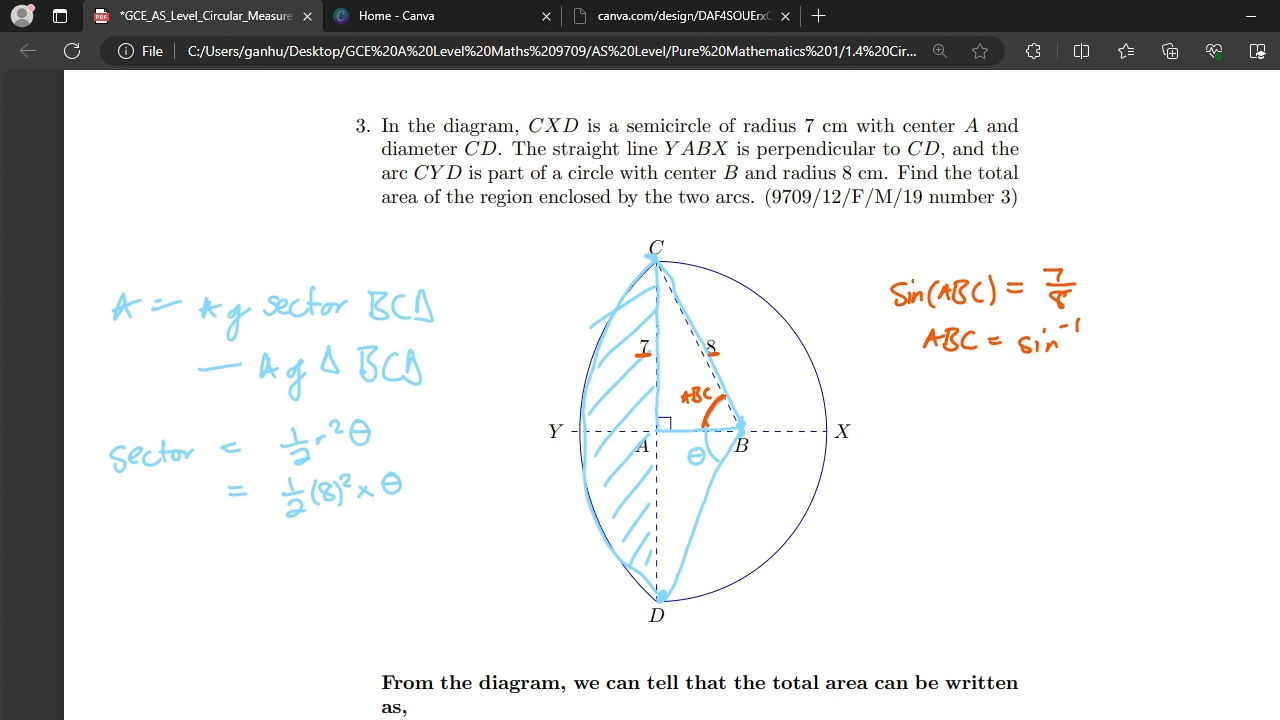 *GCE_AS_Level_Circular_Measure
Home - Canva
canva.com/design/DAF4SOUErxC
File
C:/Users/ganhu/Desktop/GCE%20A%20Level%20Maths%209709/AS%20Level/Pure%20Mathematics%201/1.4%20Cir...
3. In the diagram, CXD is a semicircle of radius 7 cm with center A and
diameter CD. The straight line YABX is perpendicular to CD, and the
arc CYD is part of a circle with center B and radius 8 cm. Find the total
area of the region enclosed by the two arcs. (9709/12/F/M/19 number 3)
C
sin(ABC) = 7/8
A = A of sector BCD
ABC = sin⁻¹
7
8
— A of Δ BCD
ABC
Y
X
A
B
sector = 1/2 r²θ
θ
= 1/2 (8)² × θ
D
From the diagram, we can tell that the total area can be written
as,